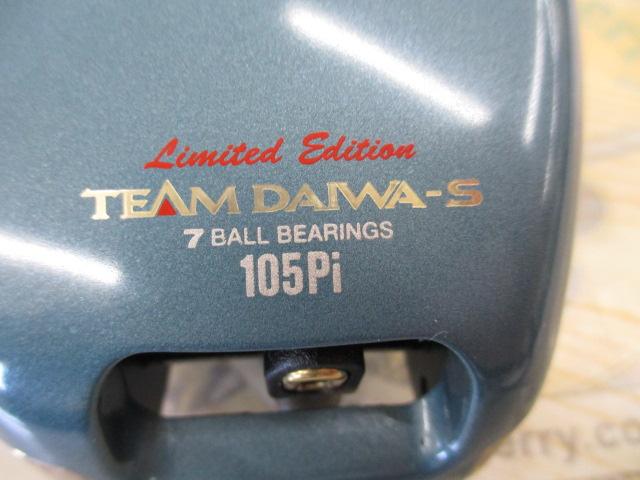 Limited Edition
TEAM DAIWA-S
7 BALL BEARINGS
105Pi